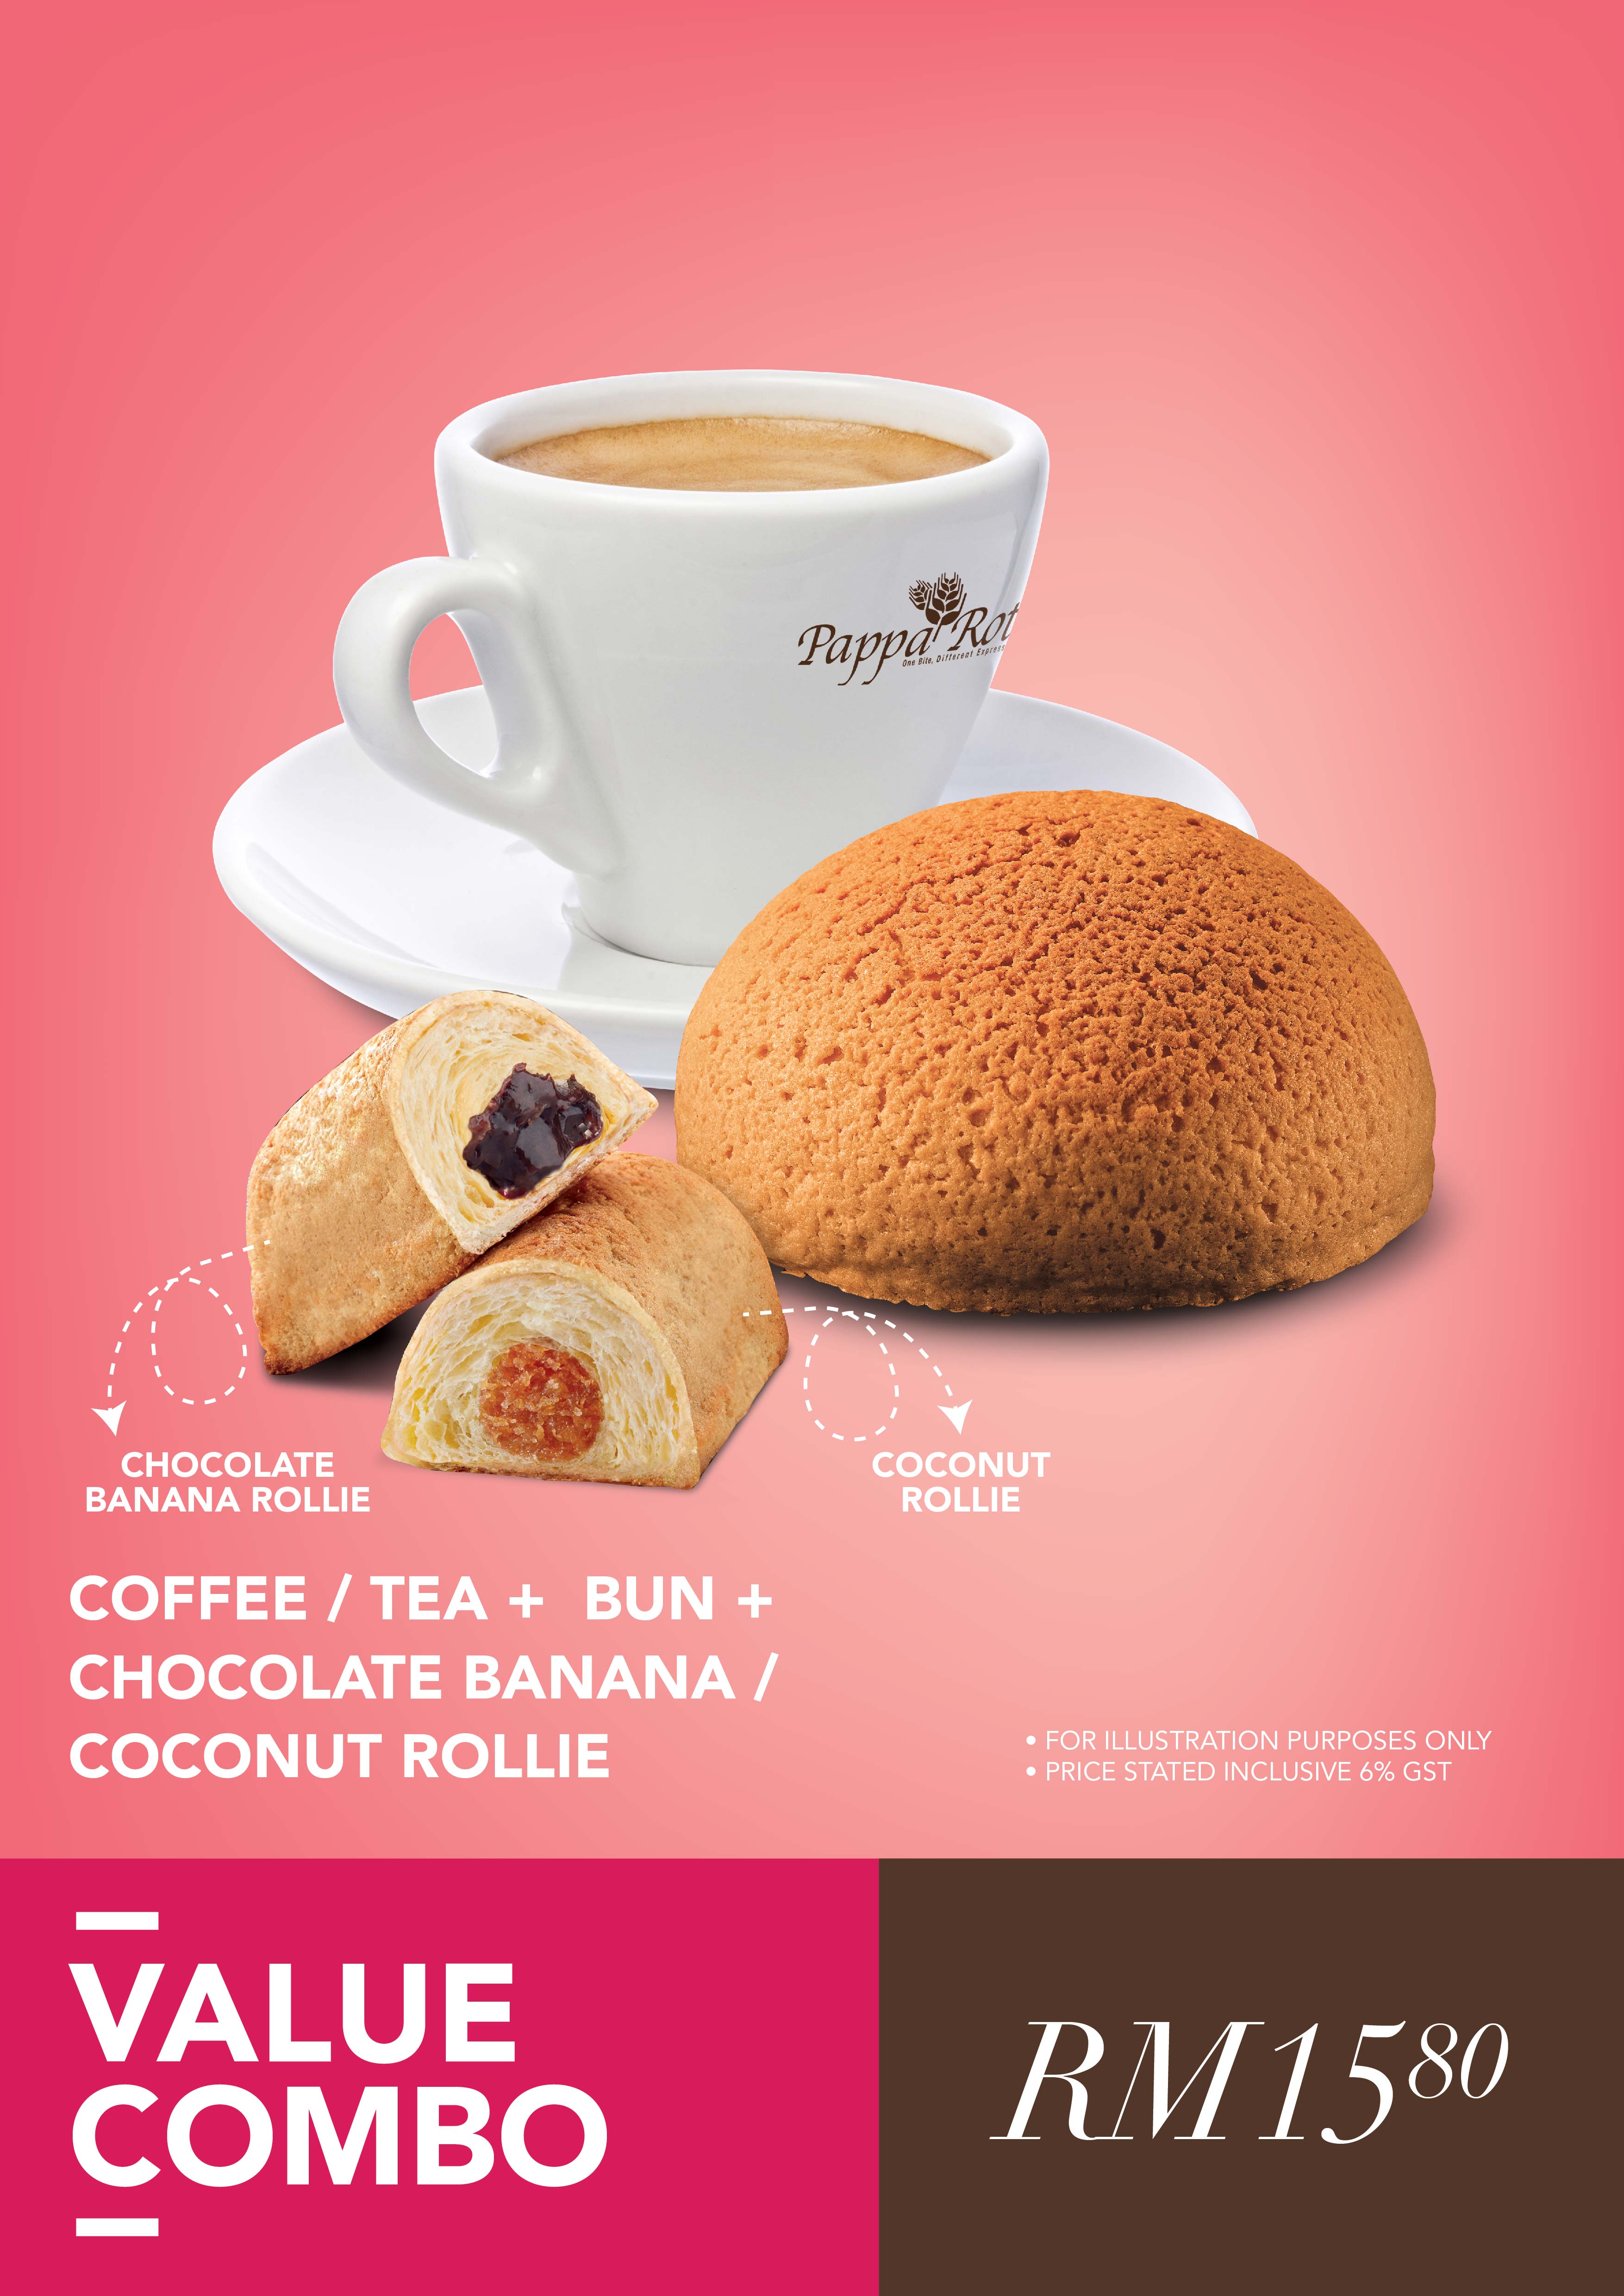 Pappa Rot
One Bite, Different Express
CHOCOLATE
BANANA ROLLIE
COCONUT
ROLLIE
COFFEE / TEA + BUN +
CHOCOLATE BANANA /
COCONUT ROLLIE
• FOR ILLUSTRATION PURPOSES ONLY
• PRICE STATED INCLUSIVE 6% GST
VALUE
COMBO
RM15 80